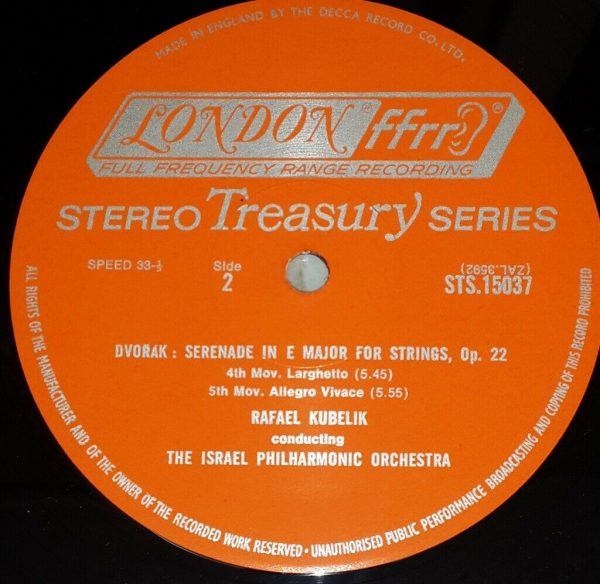 MADE IN ENGLAND BY THE DECCA RECORD CO. LTD.
LONDON ® ffrr ®
FULL FREQUENCY RANGE RECORDING
STEREO Treasury SERIES
SPEED 33-⅓
Side
2
(ZAL.3592)
STS.15037
DVOŘÁK : SERENADE IN E MAJOR FOR STRINGS, Op. 22
4th Mov. Larghetto (5.45)
5th Mov. Allegro Vivace (5.55)
RAFAEL KUBELIK
conducting
THE ISRAEL PHILHARMONIC ORCHESTRA
ALL RIGHTS OF THE MANUFACTURER AND OF THE OWNER OF THE RECORDED WORK RESERVED • UNAUTHORISED PUBLIC PERFORMANCE BROADCASTING AND COPYING OF THIS RECORD PROHIBITED